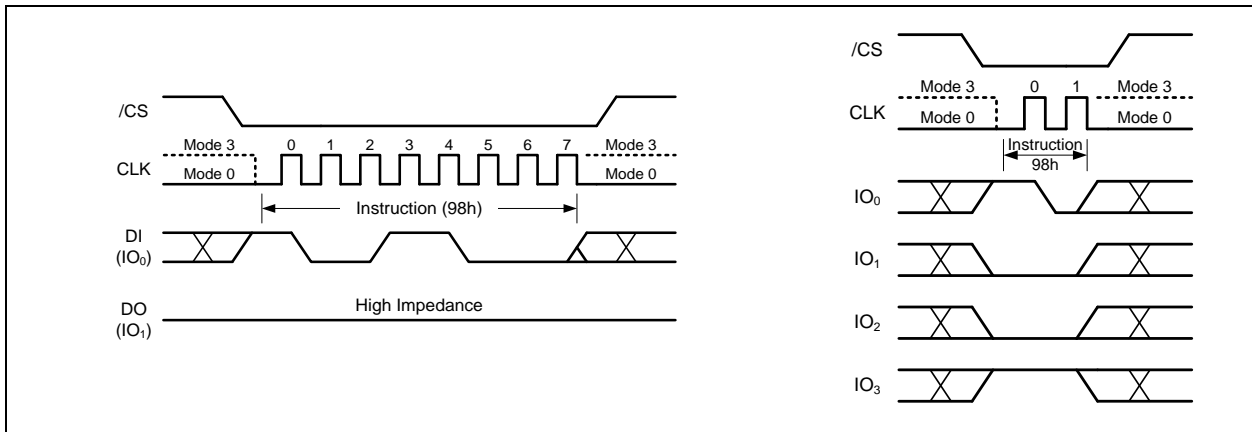 /CS
Mode 3 0 1 2 3 4 5 6 7 Mode 3
CLK
Mode 0 Mode 0
Instruction (98h)
DI
(IO0)
High Impedance
DO
(IO1)
/CS
Mode 3 0 1 Mode 3
CLK
Mode 0 Mode 0
Instruction
98h
IO0
IO1
IO2
IO3